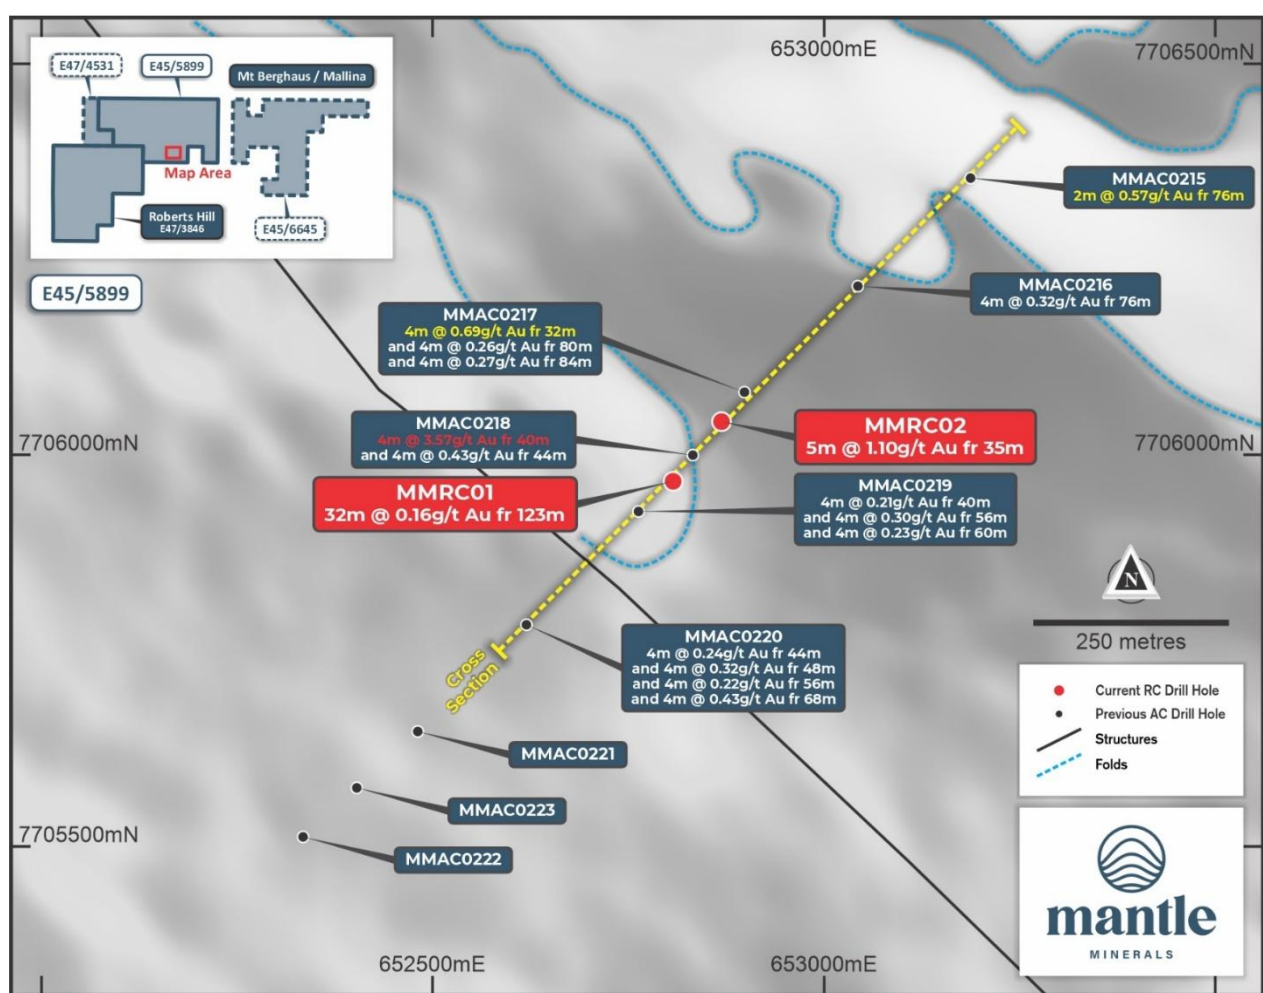 653000mE
7706500mN
E47/4531
E45/5899
Mt Berghaus / Mallina
Map Area
Roberts Hill
E47/3846
E45/6645
E45/5899
MMAC0215
2m @ 0.57g/t Au fr 76m
MMAC0216
4m @ 0.32g/t Au fr 76m
MMAC0217
4m @ 0.69g/t Au fr 32m
and 4m @ 0.26g/t Au fr 80m
and 4m @ 0.27g/t Au fr 84m
MMAC0218
4m @ 3.57g/t Au fr 40m
and 4m @ 0.43g/t Au fr 44m
MMRC02
5m @ 1.10g/t Au fr 35m
7706000mN
7706000mN
MMRC01
32m @ 0.16g/t Au fr 123m
MMAC0219
4m @ 0.21g/t Au fr 40m
and 4m @ 0.30g/t Au fr 56m
and 4m @ 0.23g/t Au fr 60m
N
250 metres
MMAC0220
4m @ 0.24g/t Au fr 44m
and 4m @ 0.32g/t Au fr 48m
and 4m @ 0.22g/t Au fr 56m
and 4m @ 0.43g/t Au fr 68m
Cross
Section
Current RC Drill Hole
Previous AC Drill Hole
Structures
Folds
MMAC0221
MMAC0223
MMAC0222
7705500mN
mantle
MINERALS
652500mE
653000mE